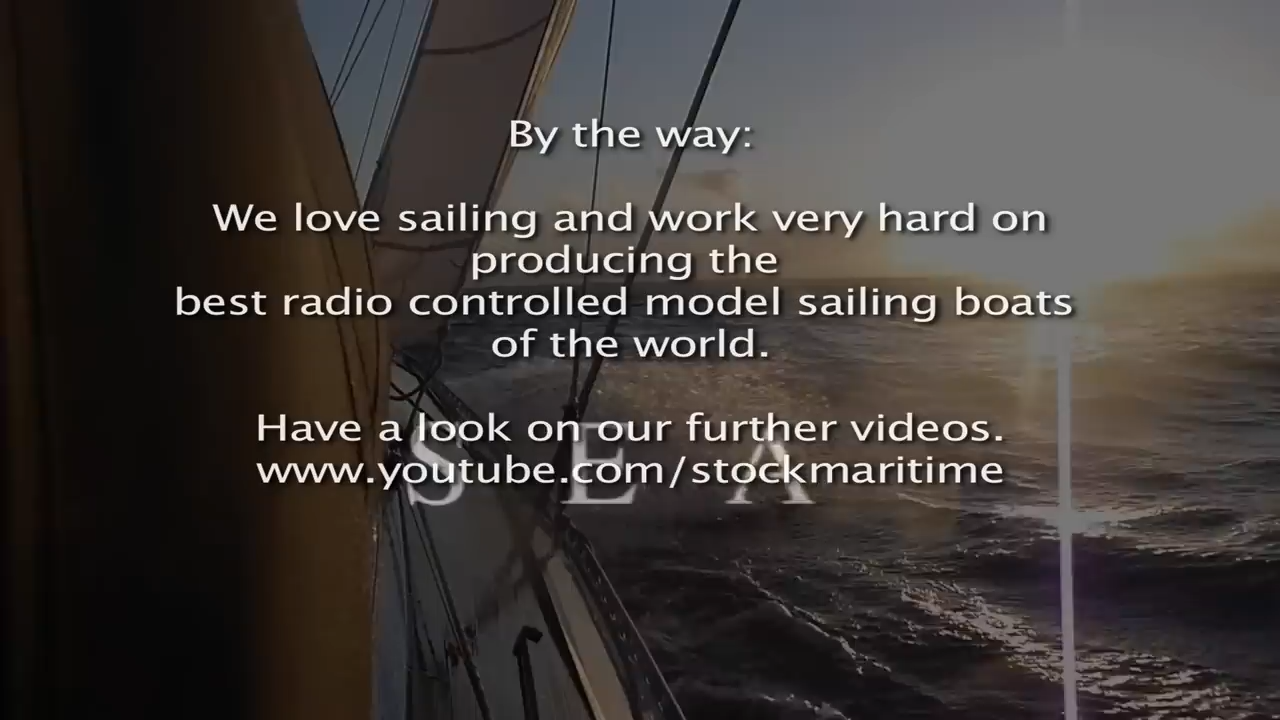 By the way:
We love sailing and work very hard on
producing the
best radio controlled model sailing boats
of the world.
Have a look on our further videos.
www.youtube.com/stockmaritime
S E A